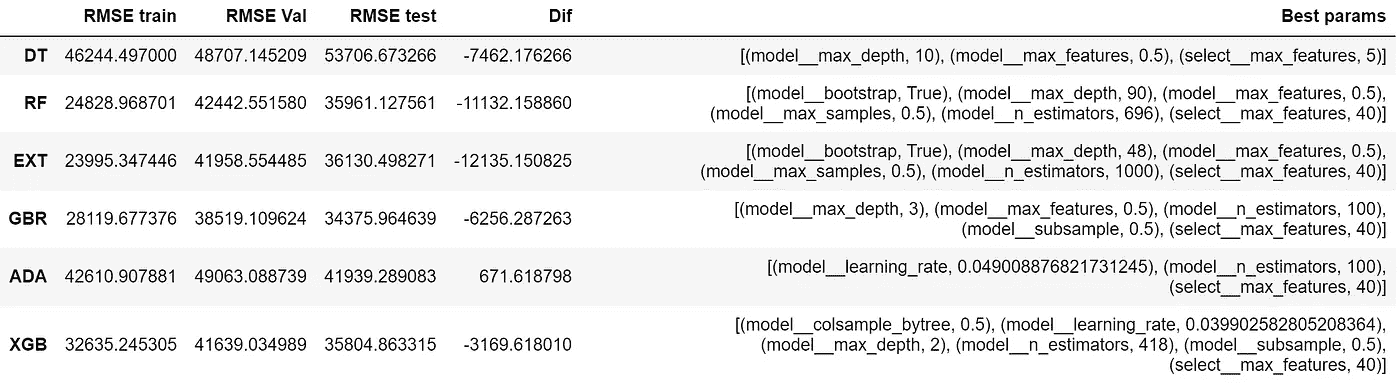 RMSE train RMSE Val RMSE test Dif Best params
DT 46244.497000 48707.145209 53706.673266 -7462.176266 [(model__max_depth, 10), (model__max_features, 0.5), (select__max_features, 5)]
RF 24828.968701 42442.551580 35961.127561 -11132.158860 [(model__bootstrap, True), (model__max_depth, 90), (model__max_features, 0.5),
(model__max_samples, 0.5), (model__n_estimators, 696), (select__max_features, 40)]
EXT 23995.347446 41958.554485 36130.498271 -12135.150825 [(model__bootstrap, True), (model__max_depth, 48), (model__max_features, 0.5),
(model__max_samples, 0.5), (model__n_estimators, 1000), (select__max_features, 40)]
GBR 28119.677376 38519.109624 34375.964639 -6256.287263 [(model__max_depth, 3), (model__max_features, 0.5), (model__n_estimators, 100),
(model__subsample, 0.5), (select__max_features, 40)]
ADA 42610.907881 49063.088739 41939.289083 671.618798 [(model__learning_rate, 0.049008876821731245), (model__n_estimators, 100),
(select__max_features, 40)]
XGB 32635.245305 41639.034989 35804.863315 -3169.618010 [(model__colsample_bytree, 0.5), (model__learning_rate, 0.039902582805208364),
(model__max_depth, 2), (model__n_estimators, 418), (model__subsample, 0.5),
(select__max_features, 40)]